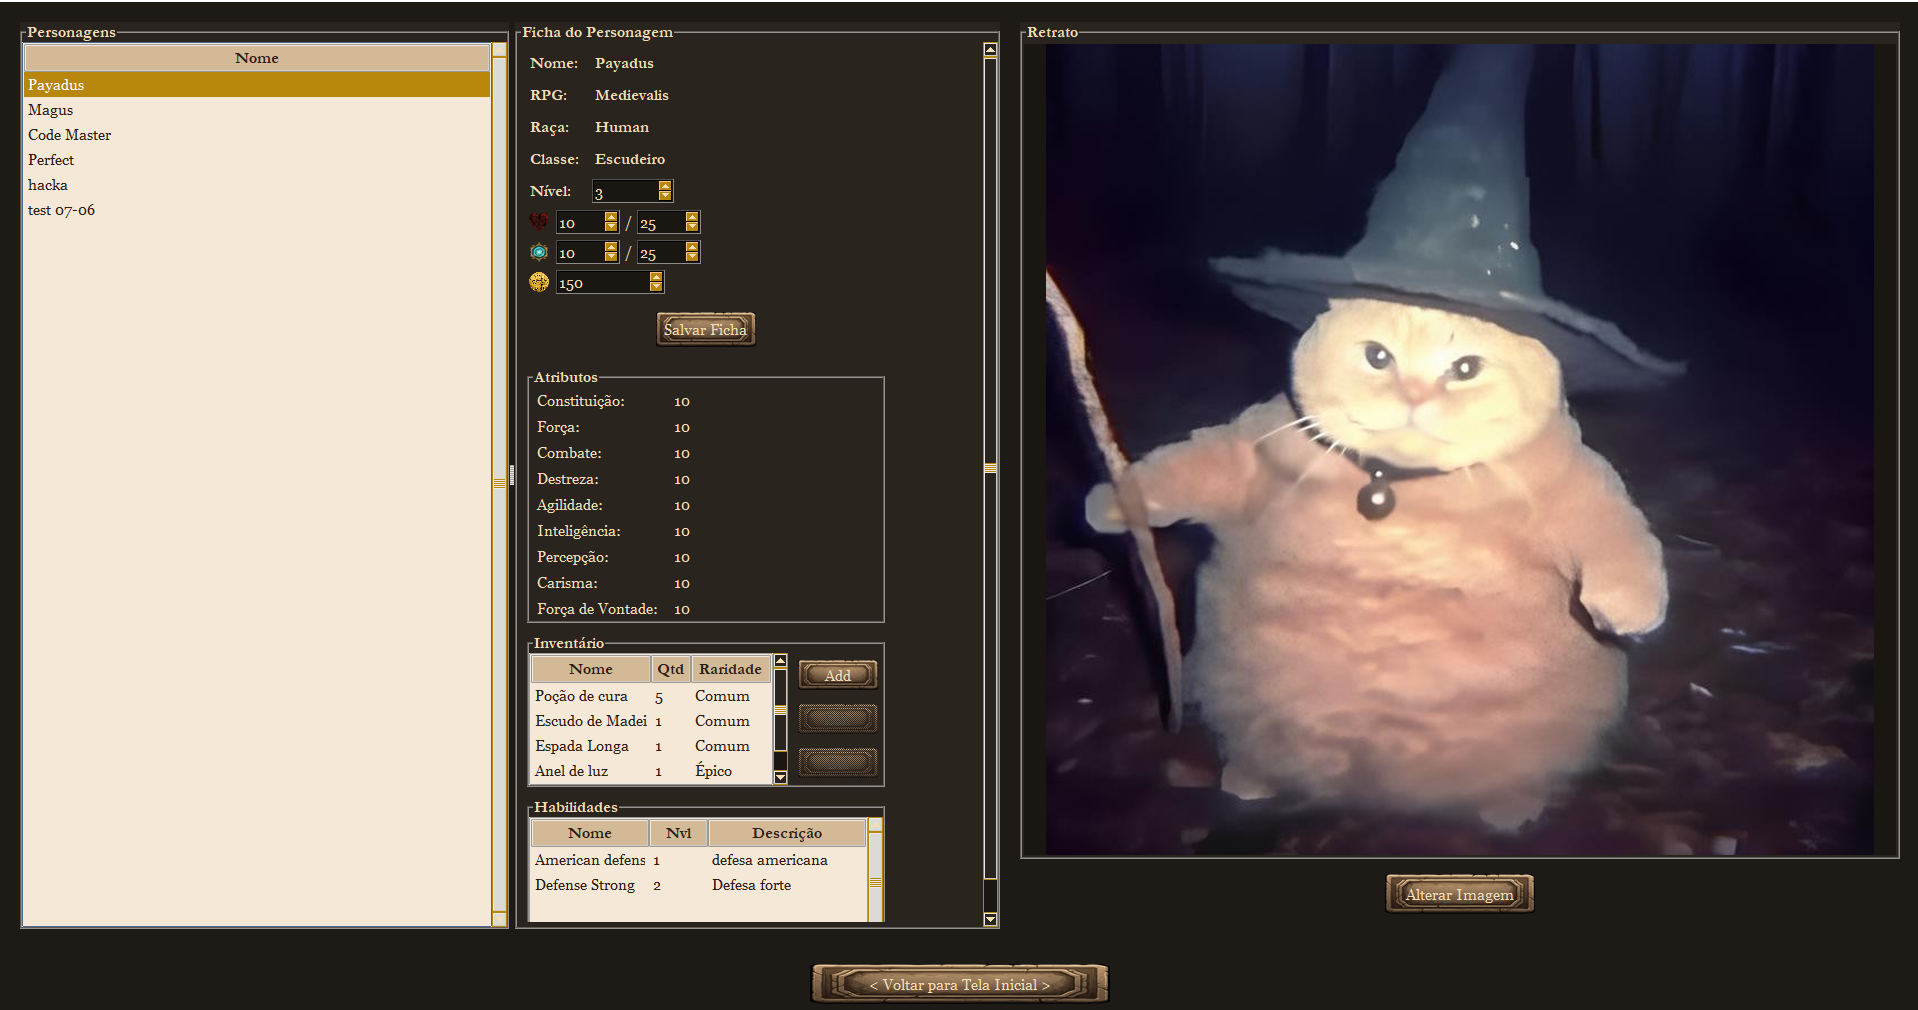 Personagens
Nome
Payadus
Magus
Code Master
Perfect
hacka
test 07-06
Ficha do Personagem
Nome: Payadus
RPG: Medievalis
Raça: Human
Classe: Escudeiro
Nível: 3
10 / 25
10 / 25
150
Salvar Ficha
Atributos
Constituição: 10
Força: 10
Combate: 10
Destreza: 10
Agilidade: 10
Inteligência: 10
Percepção: 10
Carisma: 10
Força de Vontade: 10
Inventário
Nome Qtd Raridade
Poção de cura 5 Comum
Escudo de Madei 1 Comum
Espada Longa 1 Comum
Anel de luz 1 Épico
Add
Habilidades
Nome Nvl Descrição
American defens 1 defesa americana
Defense Strong 2 Defesa forte
Retrato
Alterar Imagem
< Voltar para Tela Inicial >